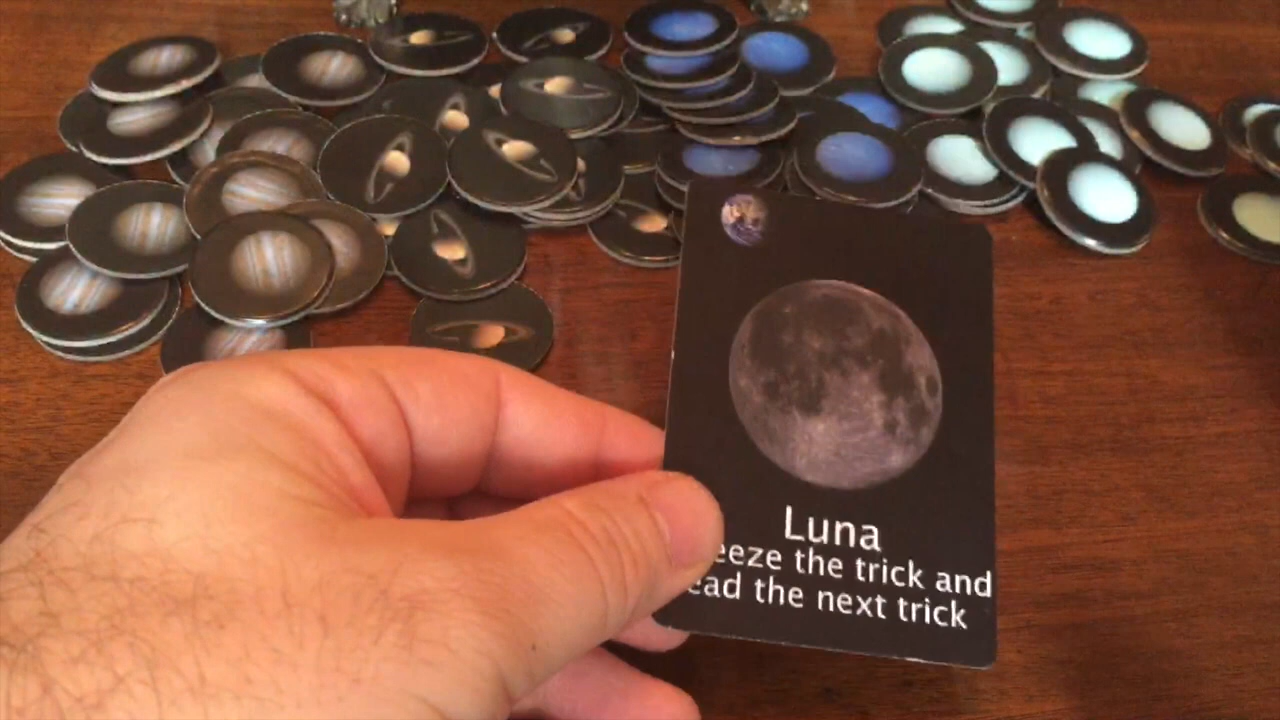 Luna
eeze the trick and
ead the next trick